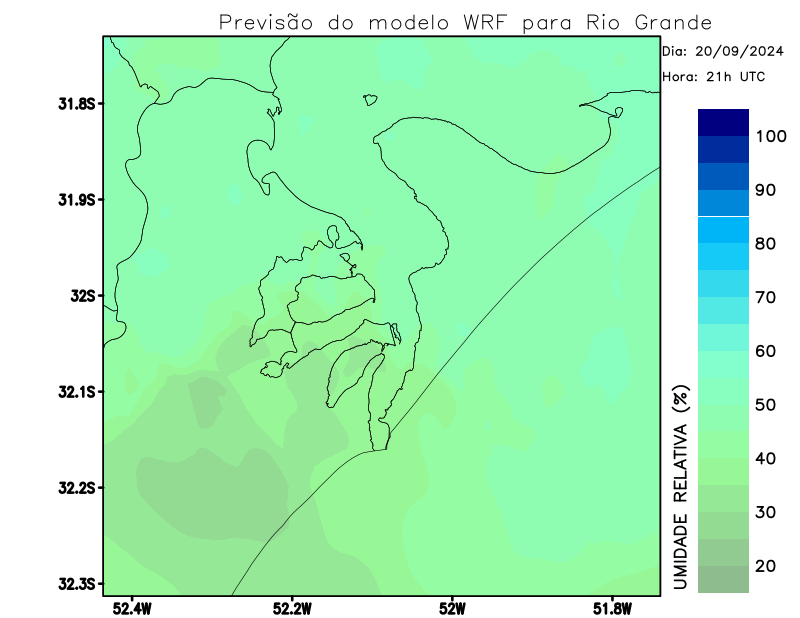 Previsão do modelo WRF para Rio Grande
Dia: 20/09/2024
Hora: 21h UTC
31.8S
31.9S
32S
32.1S
32.2S
32.3S
52.4W
52.2W
52W
51.8W
100
90
80
70
60
50
40
30
20
UMIDADE RELATIVA (%)